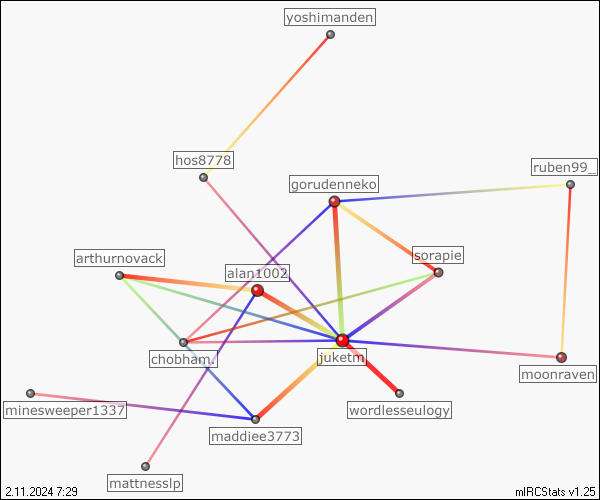 yoshimanden
hos8778
ruben99_
gorudenneko
arthurnovack
sorapie
alan1002
chobham.
juketm
moonraven
minesweeper1337
wordlesseulogy
maddiee3773
mattnesslp
2.11.2024 7:29
mIRCStats v1.25